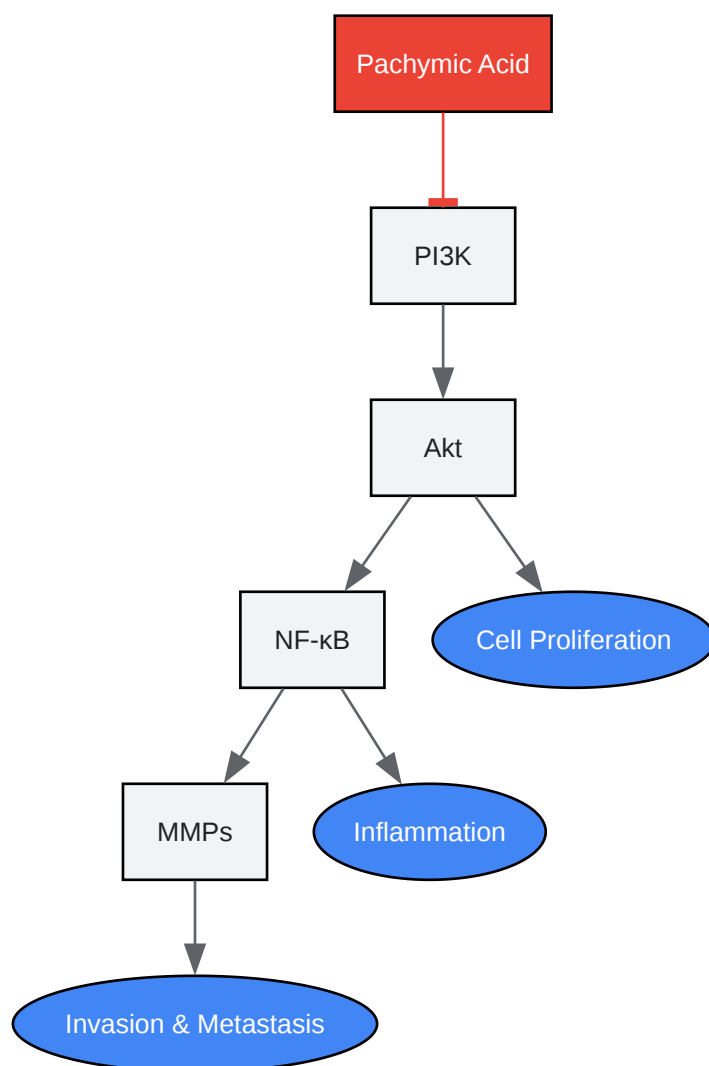 Pachymic Acid
PI3K
Akt
NF-κB
Cell Proliferation
MMPs
Inflammation
Invasion & Metastasis